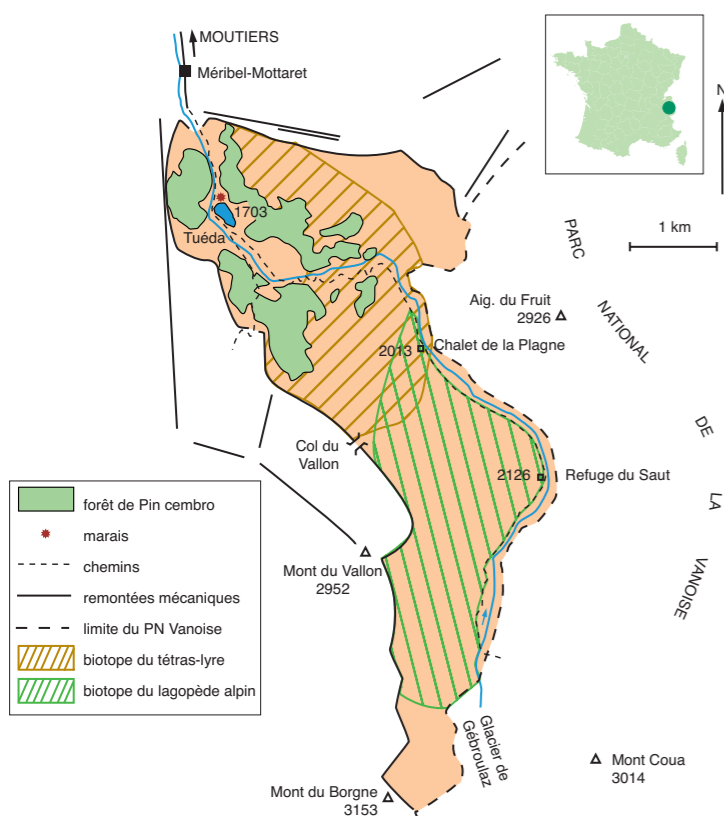 MOUTIERS
Méribel-Mottaret
N
1703
Tuéda
1 km
PARC
NATIONAL
DE
LA
VANOISE
Aig. du Fruit
2926
2013
Chalet de la Plagne
Col du
Vallon
2126
Refuge du Saut
Mont du Vallon
2952
forêt de Pin cembro
marais
chemins
remontées mécaniques
limite du PN Vanoise
biotope du tétras-lyre
biotope du lagopède alpin
Glacier de
Gébroulaz
Mont Coua
3014
Mont du Borgne
3153